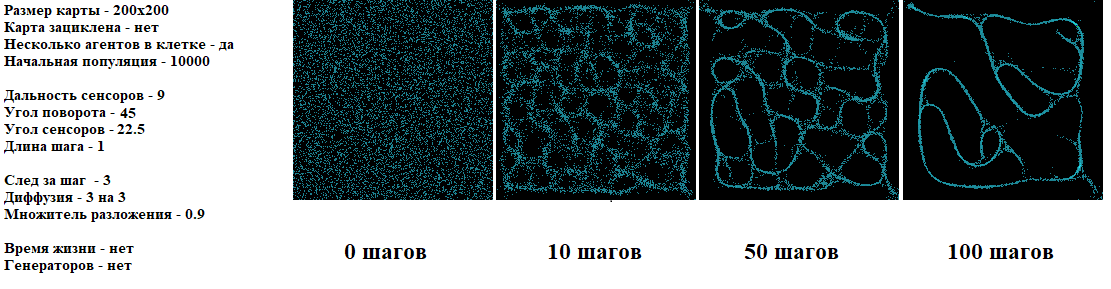 Размер карты - 200x200
Карта зациклена - нет
Несколько агентов в клетке - да
Начальная популяция - 10000
Дальность сенсоров - 9
Угол поворота - 45
Угол сенсоров - 22.5
Длина шага - 1
След за шаг - 3
Диффузия - 3 на 3
Множитель разложения - 0.9
Время жизни - нет
Генераторов - нет
0 шагов
10 шагов
50 шагов
100 шагов